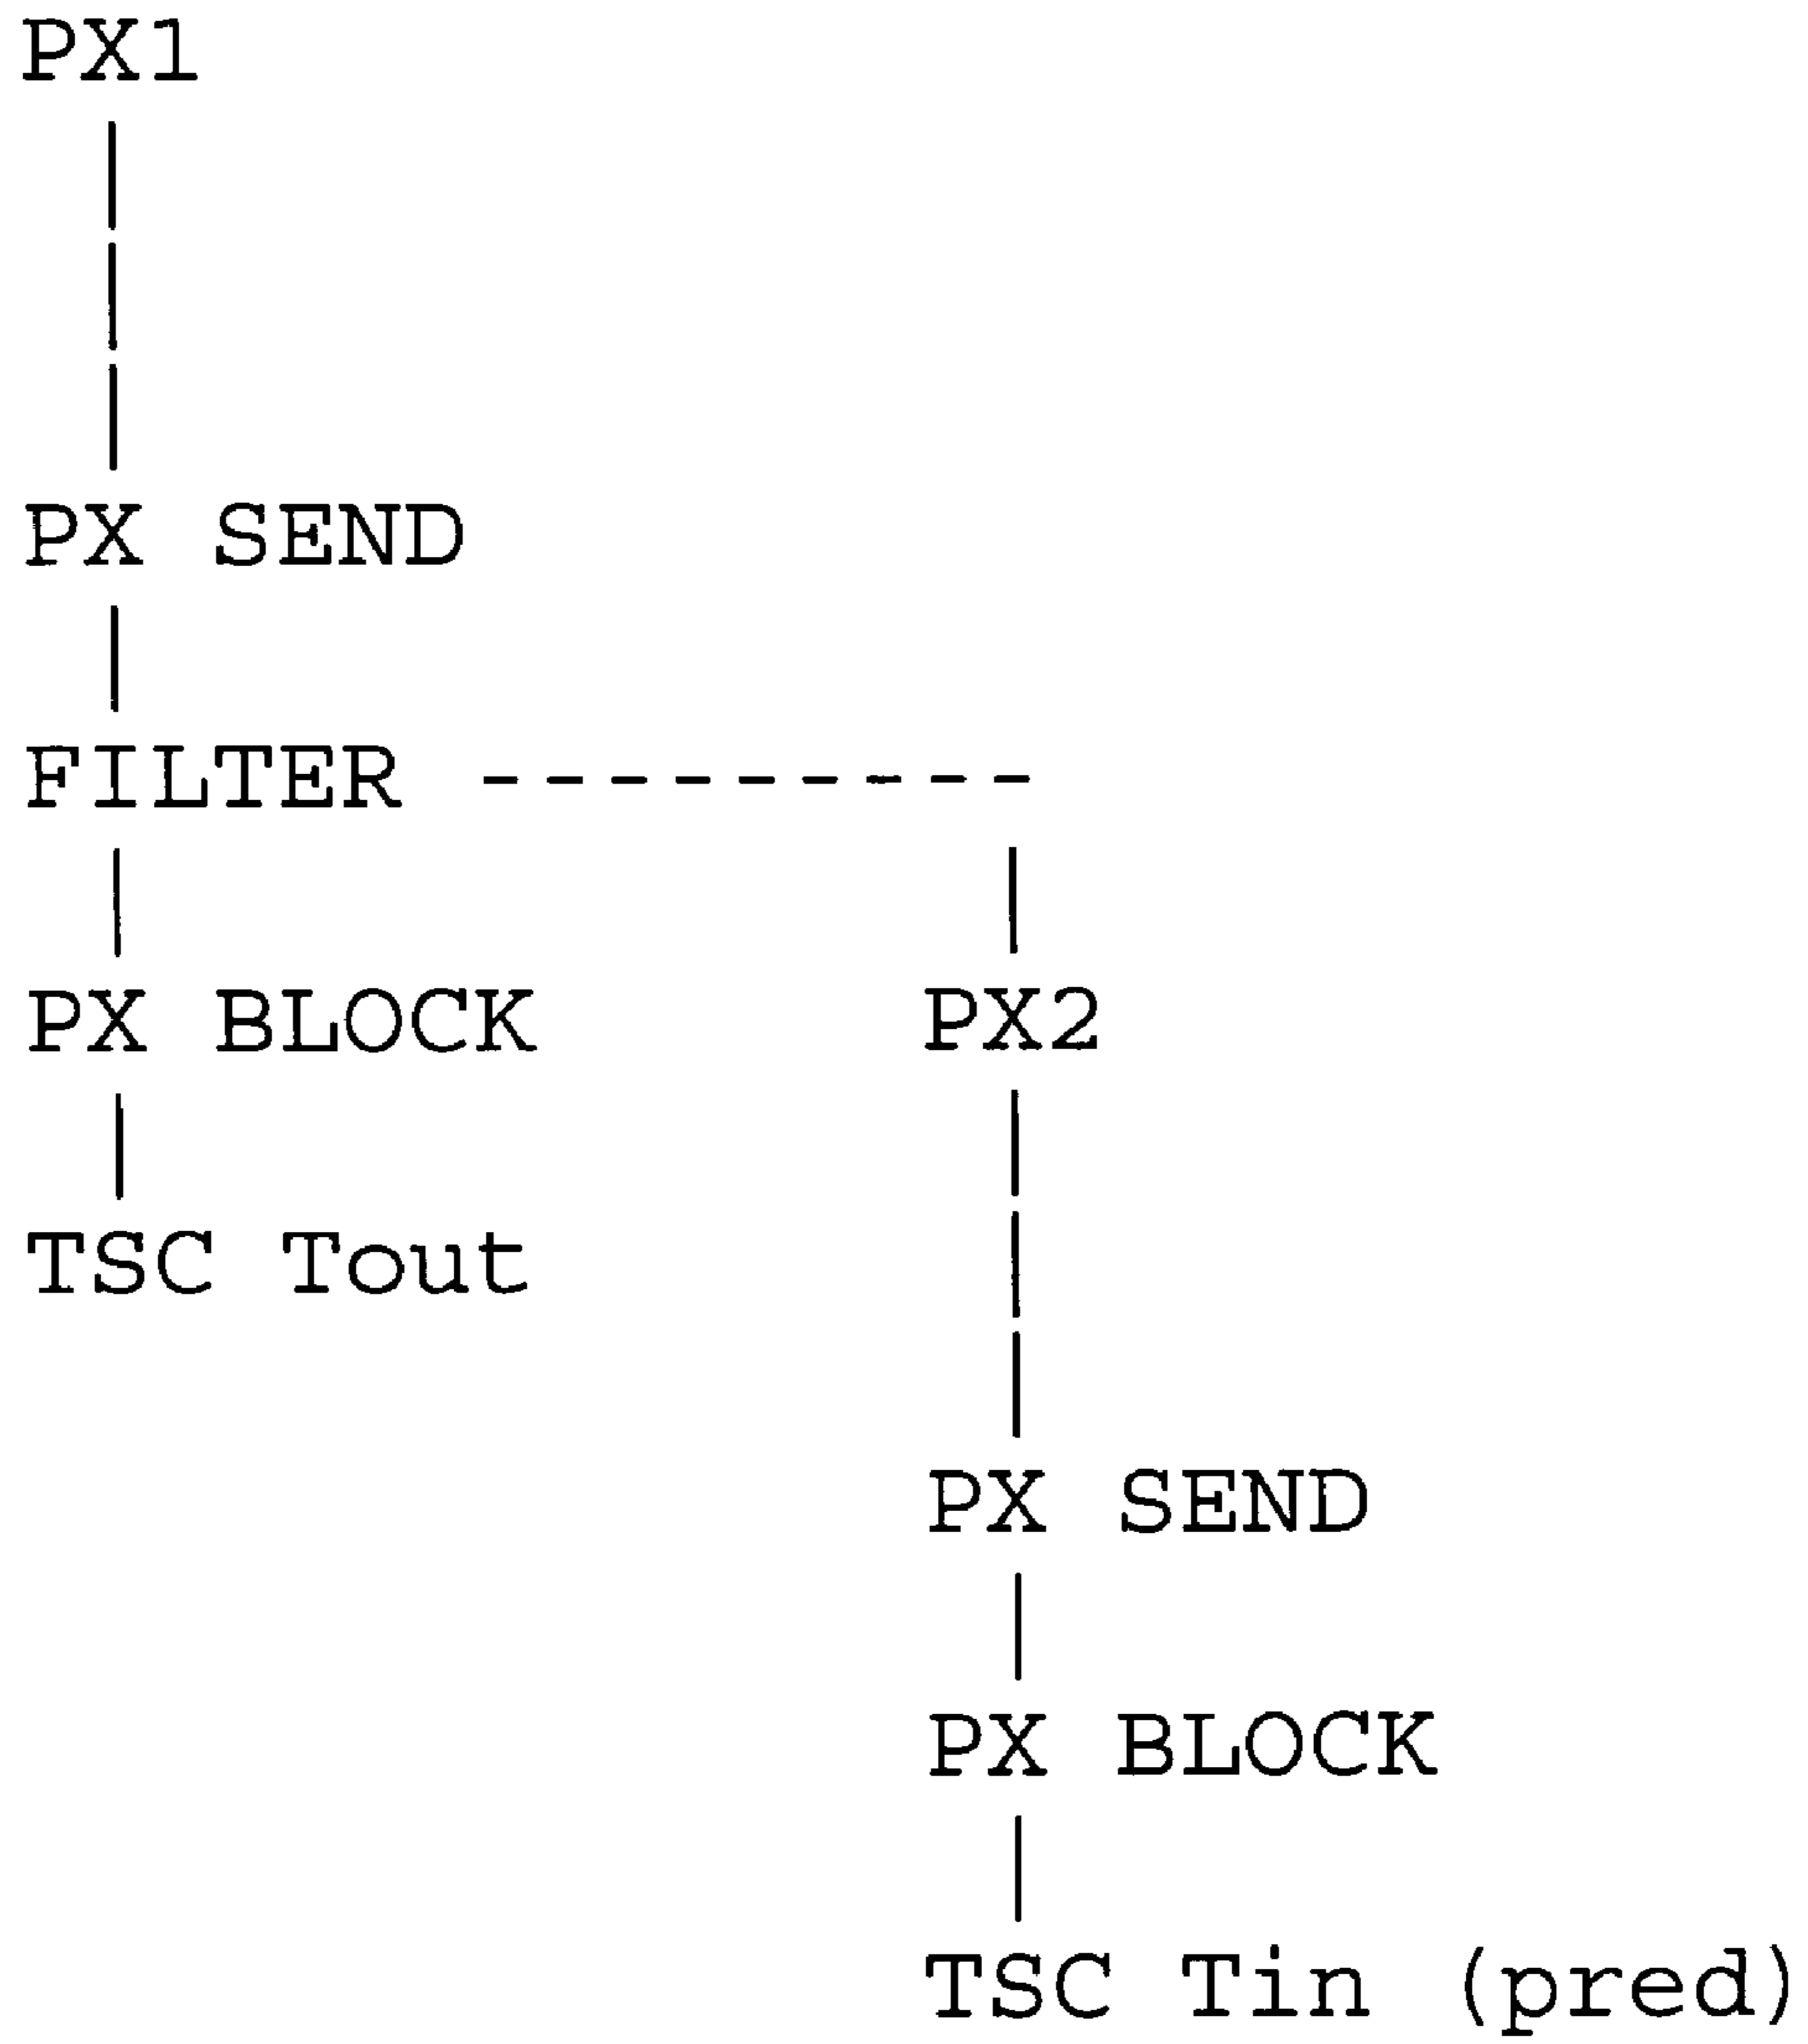 PX1
PX SEND
FILTER
PX BLOCK PX2
TSC Tout
PX SEND
PX BLOCK
TSC Tin (pred)